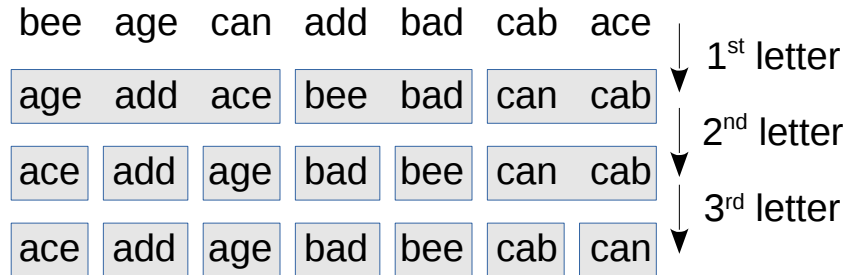 bee age can add bad cab ace
1st letter
age add ace bee bad can cab
2nd letter
ace add age bad bee can cab
3rd letter
ace add age bad bee cab can